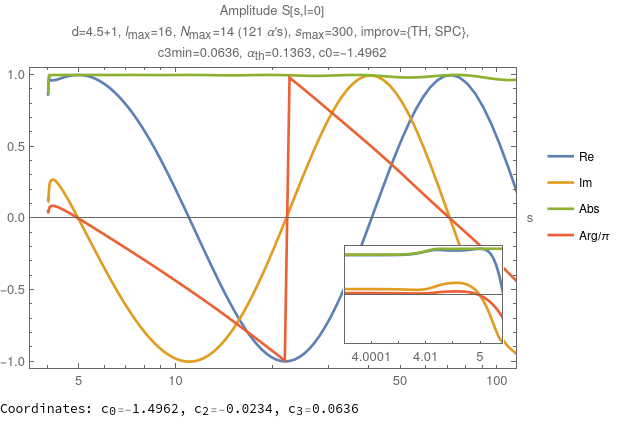 Amplitude S[s,l=0]
d=4.5+1, lmax=16, Nmax=14 (121 α's), smax=300, improv={TH, SPC},
c3min=0.0636, αth=0.1363, c0=-1.4962
1.0
0.5
0.0
-0.5
-1.0
5
10
50
100
s
4.0001
4.01
5
Re
Im
Abs
Arg/π
Coordinates: c0=-1.4962, c2=-0.0234, c3=0.0636